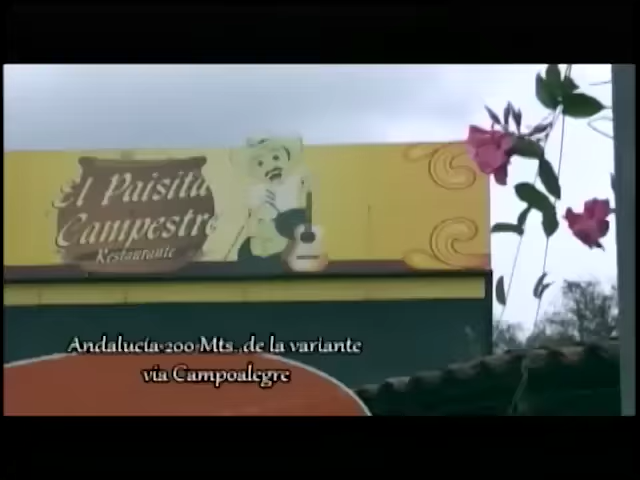 El Paisita
Campestre
Restaurante
Andalucía 200 Mts. de la variante
vía Campoalegre